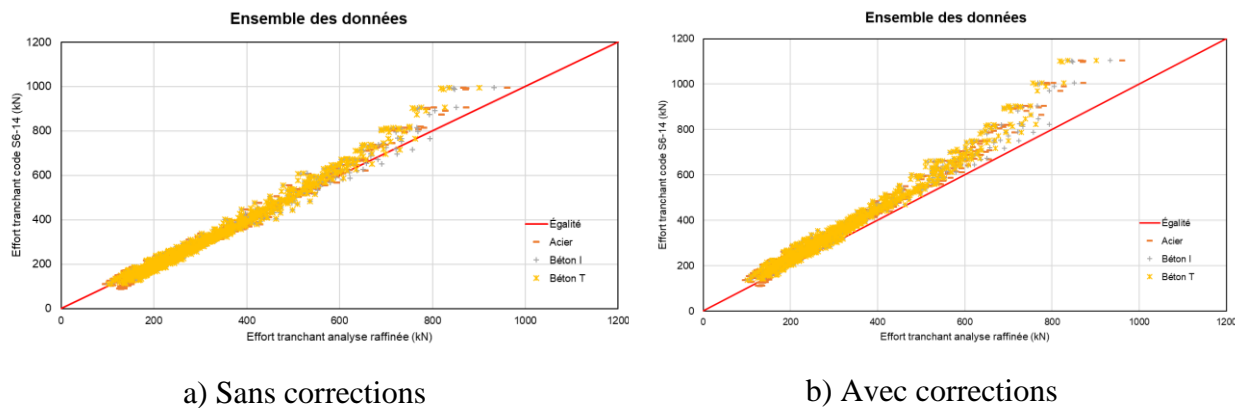 Ensemble des données
1200
1000
800
600
400
200
0
Effort tranchant code S6-14 (kN)
0 200 400 600 800 1000 1200
Effort tranchant analyse raffinée (kN)
Égalité
Acier
Béton I
Béton T
a) Sans corrections
Ensemble des données
1200
1000
800
600
400
200
0
Effort tranchant code S6-14 (kN)
0 200 400 600 800 1000 1200
Effort tranchant analyse raffinée (kN)
Égalité
Acier
Béton I
Béton T
b) Avec corrections